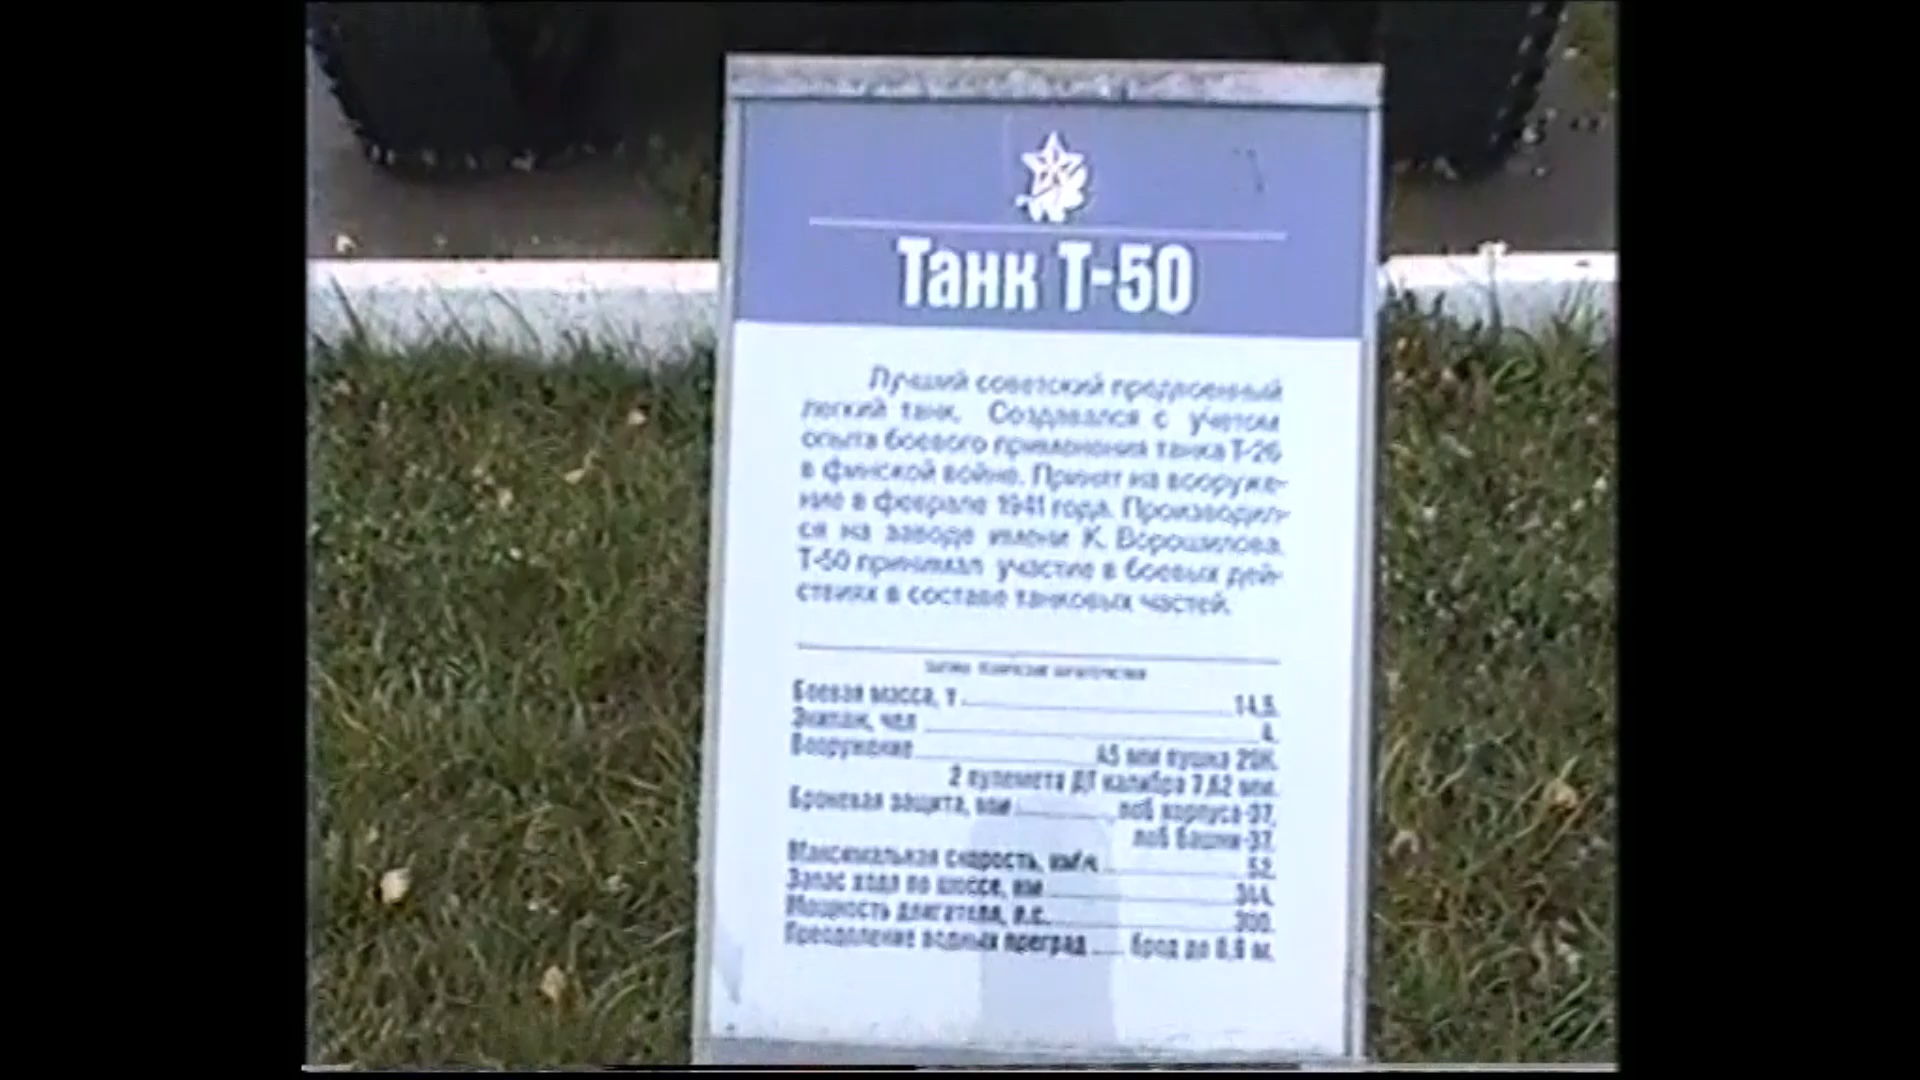 Танк Т-50
Лучший советский предвоенный
легкий танк. Создавался с учетом
опыта боевого применения танка Т-26
в финской войне. Принят на вооруже-
ние в феврале 1941 года. Производил-
ся на заводе имени К. Ворошилова.
Т-50 принимал участие в боевых дей-
ствиях в составе танковых частей.
Боевая масса, т 14,5.
Экипаж, чел 4.
Вооружение 45 мм пушка 20К.
2 пулемета ДТ калибра 7,62 мм.
Броневая защита, мм лоб корпуса-37,
лоб башни-37.
Максимальная скорость, км/ч. 52.
Запас хода по шоссе, км 344.
Мощность двигателя, л.с. 300.
Преодоление водных преград брод до м.